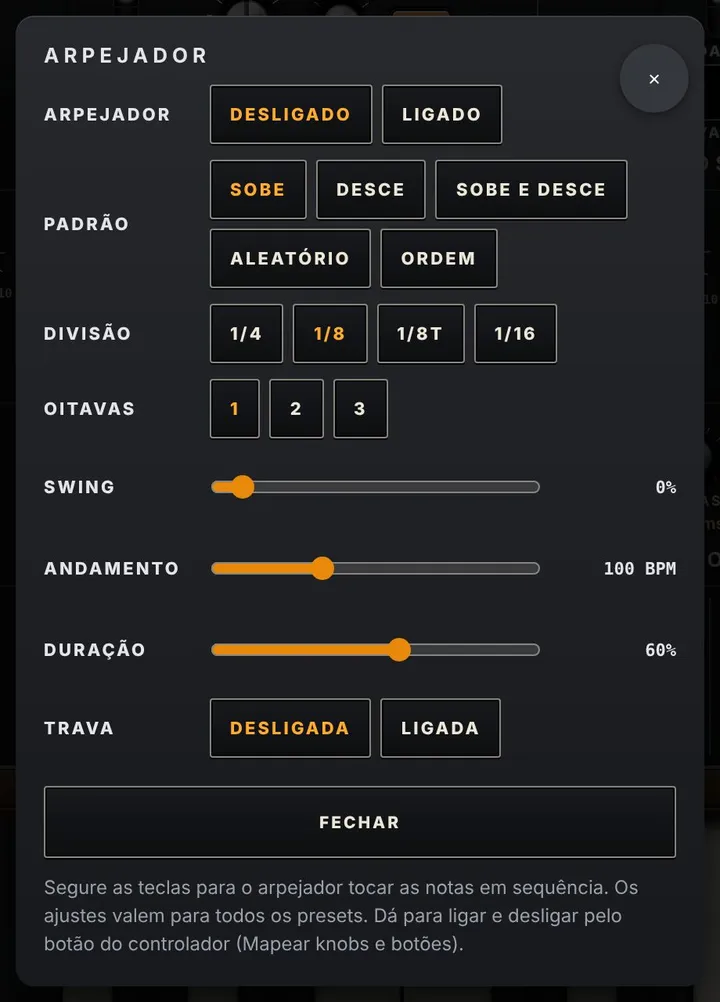 ARPEJADOR
×
ARPEJADOR DESLIGADO LIGADO
PADRÃO
SOBE DESCE SOBE E DESCE
ALEATÓRIO ORDEM
DIVISÃO 1/4 1/8 1/8T 1/16
OITAVAS 1 2 3
SWING 0%
ANDAMENTO 100 BPM
DURAÇÃO 60%
TRAVA DESLIGADA LIGADA
FECHAR
Segure as teclas para o arpejador tocar as notas em sequência. Os
ajustes valem para todos os presets. Dá para ligar e desligar pelo
botão do controlador (Mapear knobs e botões).